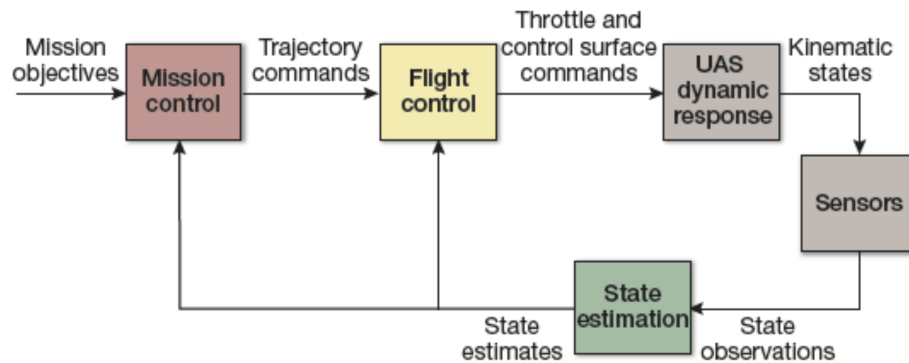 Mission
objectives
Mission
control
Trajectory
commands
Flight
control
Throttle and
control surface
commands
UAS
dynamic
response
Kinematic
states
Sensors
State
observations
State
estimation
State
estimates